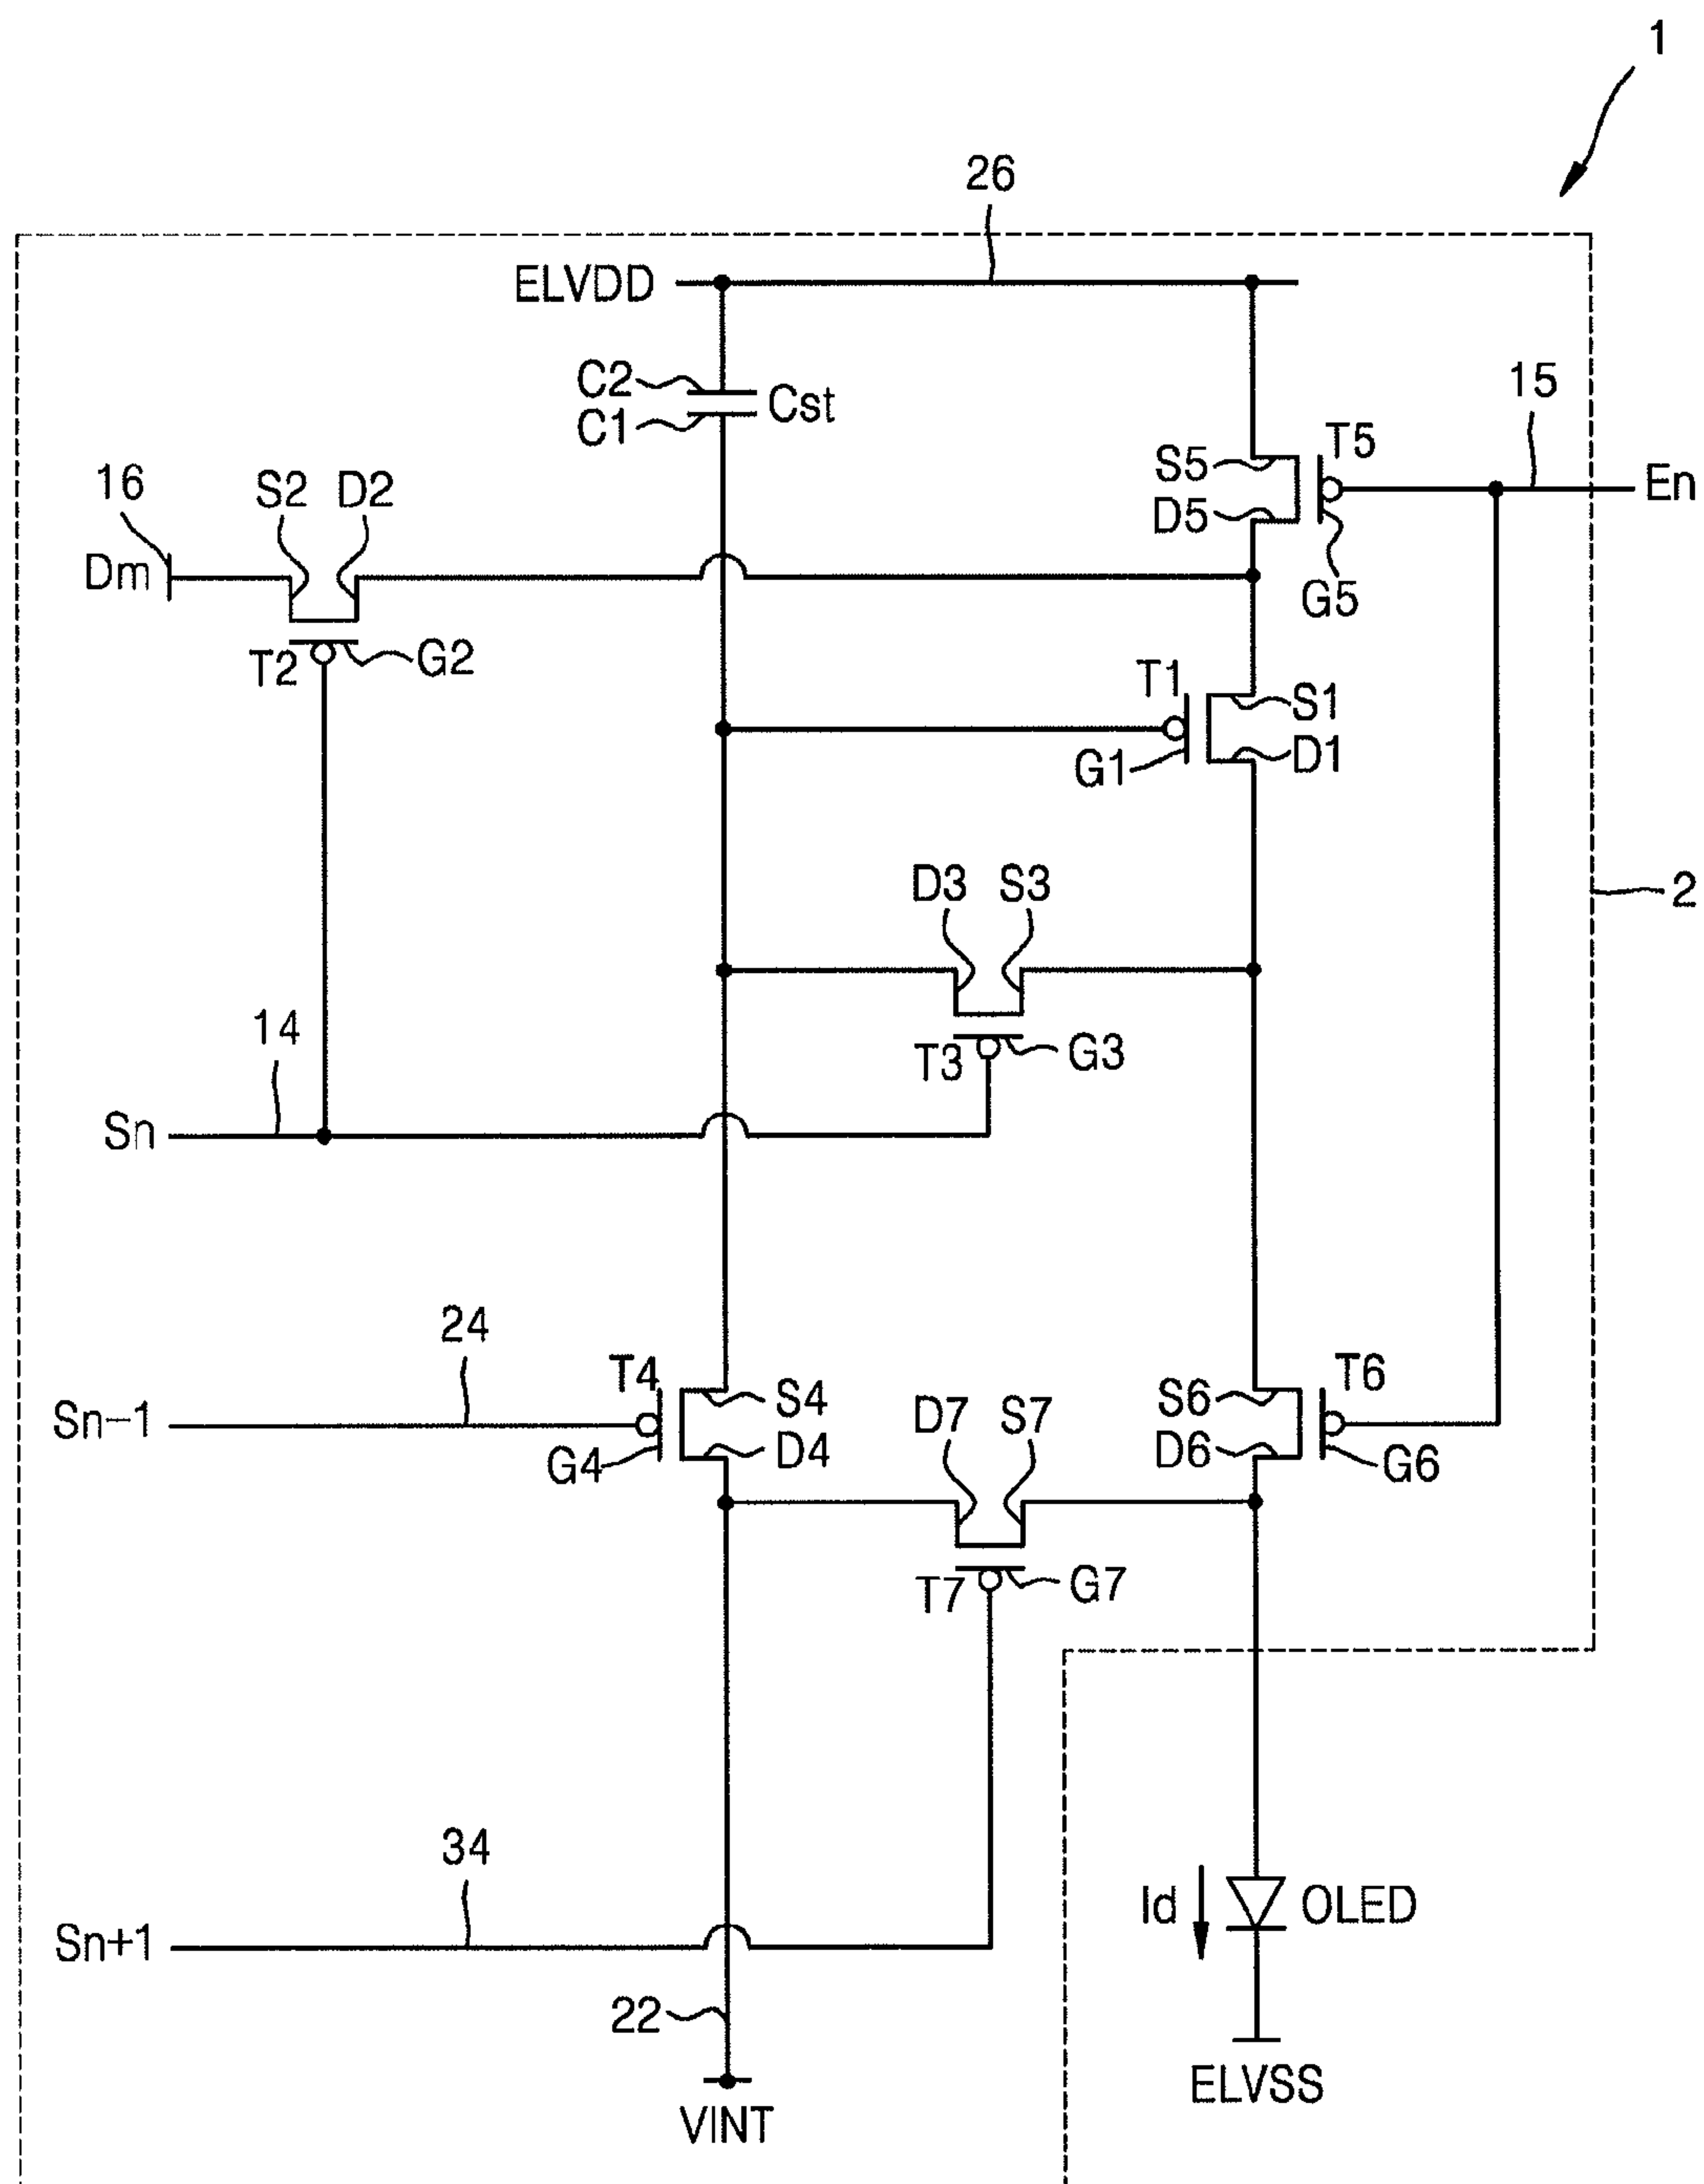 1
26
ELVDD
C2
Cst
C1
15
T5
S5
En
16
S2
D2
D5
Dm
G5
T2
G2
T1
S1
G1
D1
D3
S3
2
14
T3
G3
Sn
24
T4
T6
S4
D7
S7
S6
Sn-1
G4
D4
D6
G6
T7
G7
34
Id
OLED
Sn+1
22
ELVSS
VINT